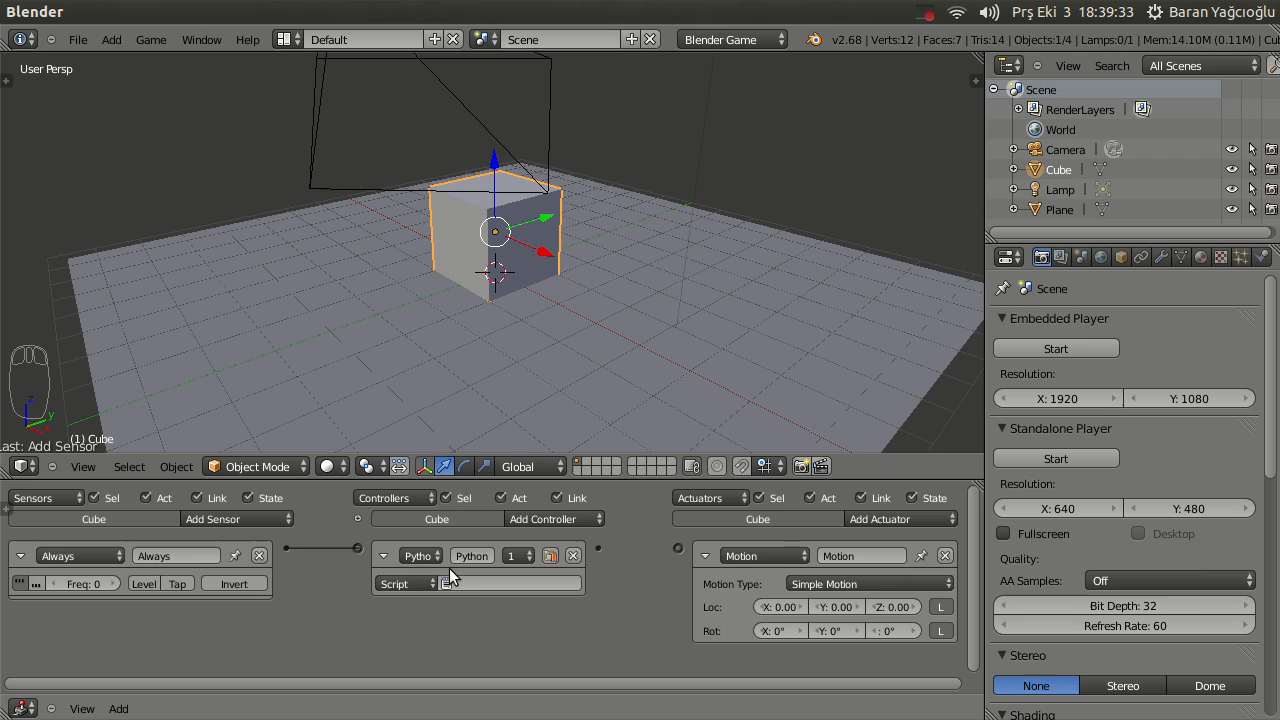 Blender Prş Eki 3 18:39:33 Baran Yağcıoğlu
File Add Game Window Help Default Scene Blender Game v2.68 | Verts:12 | Faces:7 | Tris:14 | Objects:1/4 | Lamps:0/1 | Mem:14.10M (0.11M) | Cu
User Persp
View Search All Scenes
Scene
RenderLayers
World
Camera
Cube
Lamp
Plane
Scene
Embedded Player
Start
Resolution:
X: 1920 Y: 1080
Standalone Player
Start
Resolution:
X: 640 Y: 480
Fullscreen Desktop
Quality:
AA Samples: Off
Bit Depth: 32
Refresh Rate: 60
Stereo
None Stereo Dome
Shading
z
y
x
(1) Cube
ast: Add Sensor
View Select Object Object Mode Global
Sensors Sel Act Link State Controllers Sel Act Link Actuators Sel Act Link State
Cube Add Sensor Cube Add Controller Cube Add Actuator
Always Always Pytho Python 1 Motion Motion
Freq: 0 Level Tap Invert Script Motion Type: Simple Motion
Loc: X: 0.00 Y: 0.00 Z: 0.00 L
Rot: X: 0° Y: 0° : 0° L
View Add